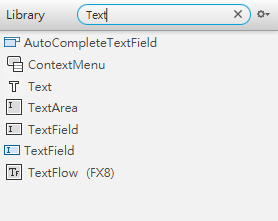 Library Text
AutoCompleteTextField
ContextMenu
Text
TextArea
TextField
TextField
TextFlow (FX8)